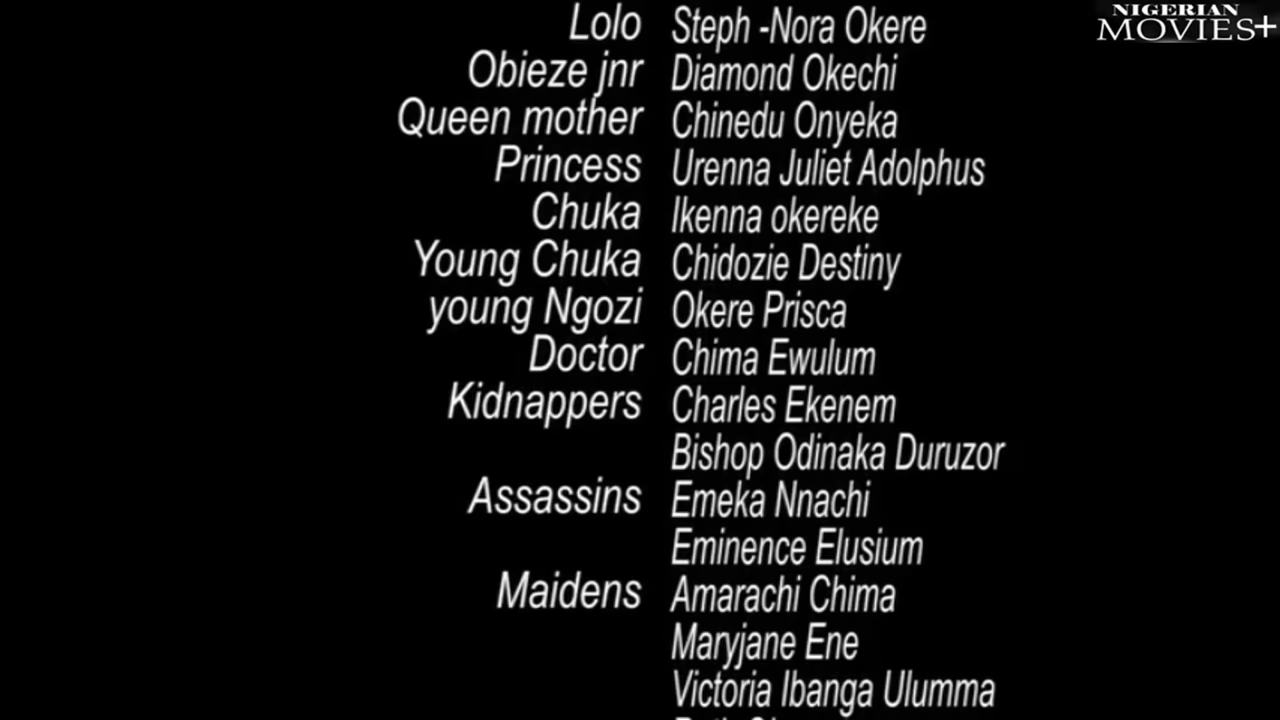 NIGERIAN
MOVIES+
Lolo Steph -Nora Okere
Obieze jnr Diamond Okechi
Queen mother Chinedu Onyeka
Princess Urenna Juliet Adolphus
Chuka Ikenna okereke
Young Chuka Chidozie Destiny
young Ngozi Okere Prisca
Doctor Chima Ewulum
Kidnappers Charles Ekenem
Bishop Odinaka Duruzor
Assassins Emeka Nnachi
Eminence Elusium
Maidens Amarachi Chima
Maryjane Ene
Victoria Ibanga Ulumma